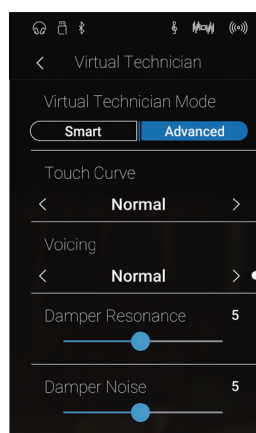 Virtual Technician
Virtual Technician Mode
Smart Advanced
Touch Curve
Normal
Voicing
Normal
Damper Resonance 5
Damper Noise 5